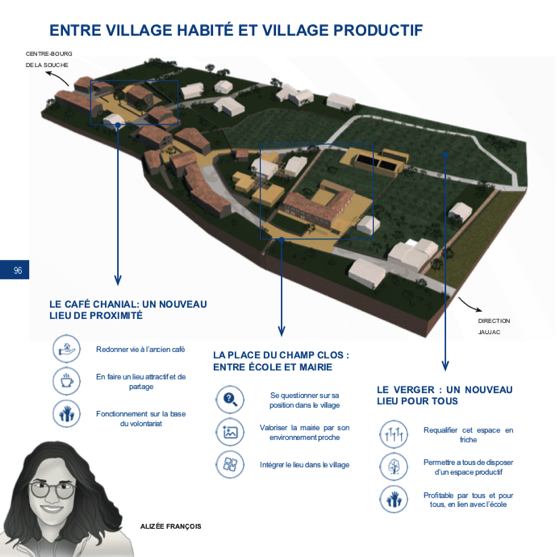 ENTRE VILLAGE HABITÉ ET VILLAGE PRODUCTIF
CENTRE-BOURG
DE LA SOUCHE
96
DIRECTION
JAUJAC
LE CAFÉ CHANIAL: UN NOUVEAU
LIEU DE PROXIMITÉ
Redonner vie à l'ancien café
En faire un lieu attractif et de
partage
Fonctionnement sur la base
du volontariat
LA PLACE DU CHAMP CLOS :
ENTRE ÉCOLE ET MAIRIE
Se questionner sur sa
position dans le village
Valoriser la mairie par son
environnement proche
Intégrer le lieu dans le village
LE VERGER : UN NOUVEAU
LIEU POUR TOUS
Requalifier cet espace en
friche
Permettre a tous de disposer
d'un espace productif
Profitable par tous et pour
tous, en lien avec l'école
ALIZÉE FRANÇOIS